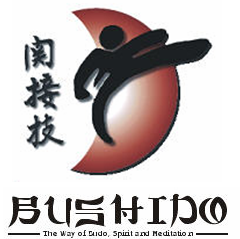 関接技
BUSHIDO
The Way of Budo, Spirit and Meditation